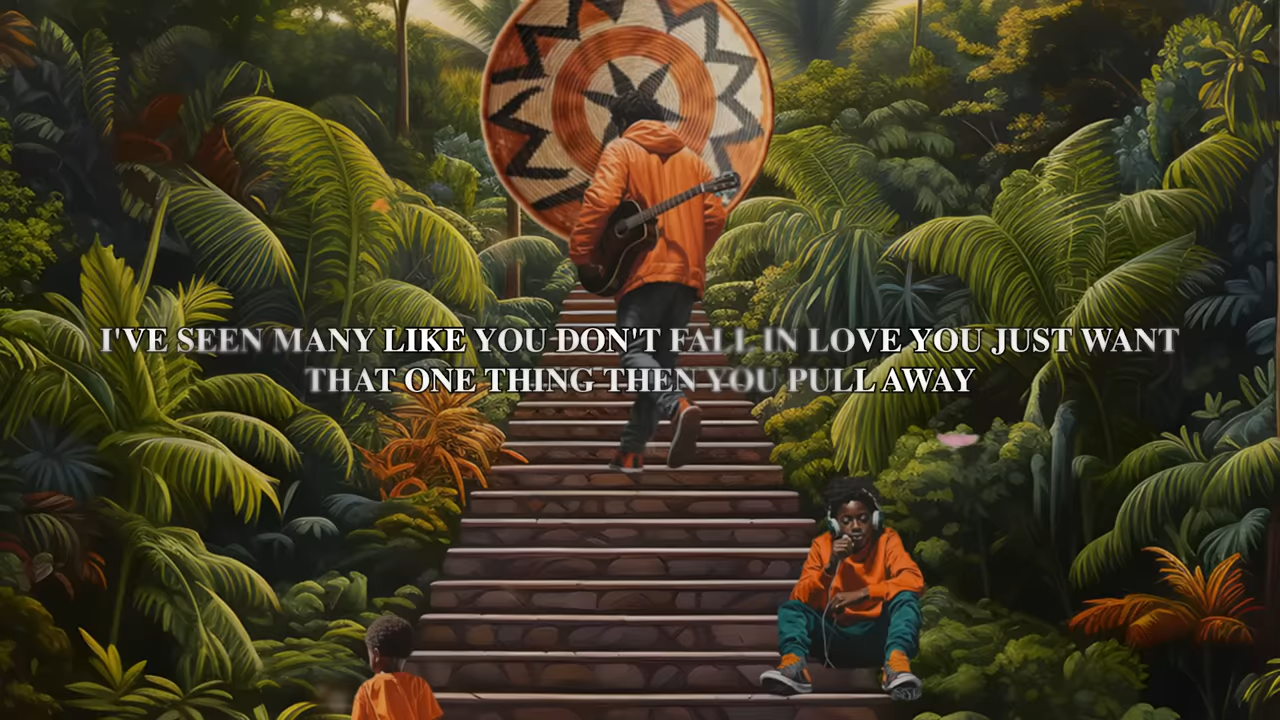 I'VE SEEN MANY LIKE YOU DON'T FALL IN LOVE YOU JUST WANT
THAT ONE THING THEN YOU PULL AWAY